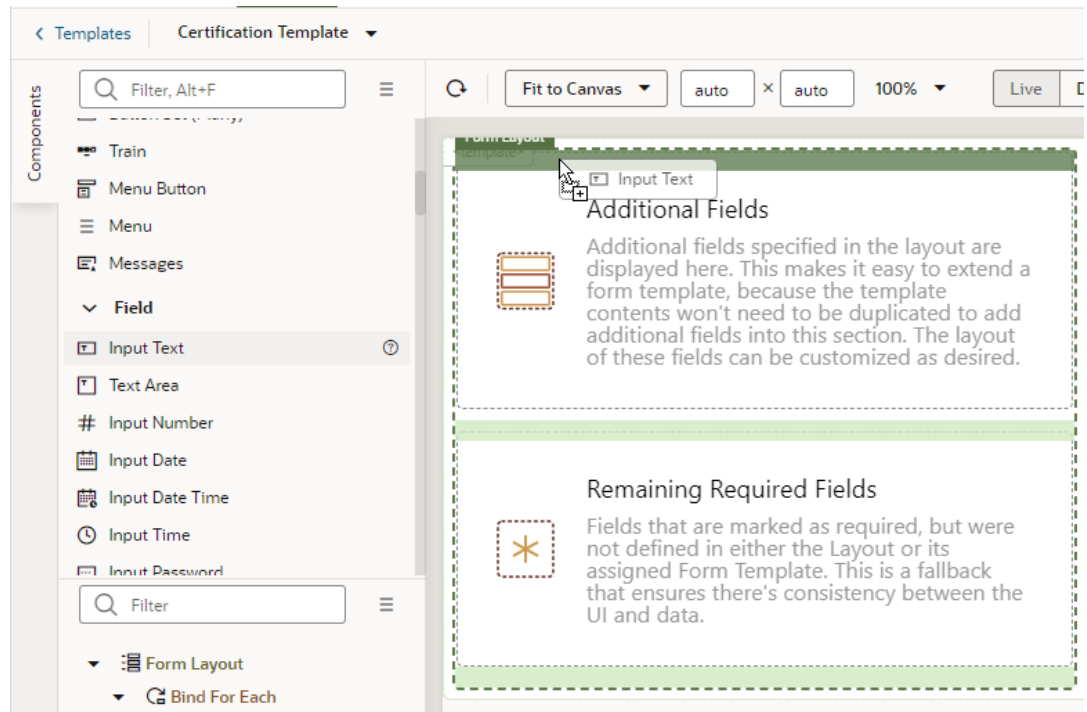 Templates
Certification Template
Components
Filter, Alt+F
Fit to Canvas
auto
×
auto
100%
Live
D
Train
Menu Button
Menu
Messages
Field
Input Text
Text Area
Input Number
Input Date
Input Date Time
Input Time
Input Password
Filter
Form Layout
Bind For Each
Form Layout
<template>
Input Text
Additional Fields
Additional fields specified in the layout are
displayed here. This makes it easy to extend a
form template, because the template
contents won't need to be duplicated to add
additional fields into this section. The layout
of these fields can be customized as desired.
Remaining Required Fields
Fields that are marked as required, but were
not defined in either the Layout or its
assigned Form Template. This is a fallback
that ensures there's consistency between the
UI and data.